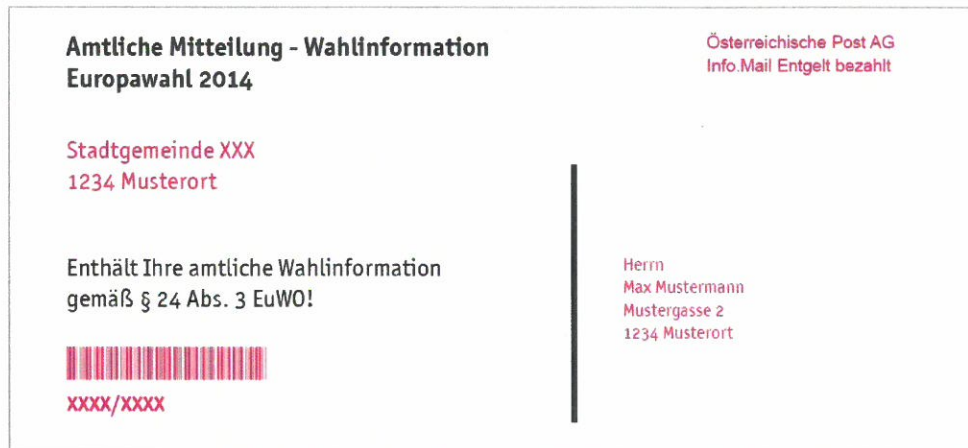 Amtliche Mitteilung - Wahlinformation
Europawahl 2014
Österreichische Post AG
Info.Mail Entgelt bezahlt
Stadtgemeinde XXX
1234 Musterort
Enthält Ihre amtliche Wahlinformation
gemäß § 24 Abs. 3 EuWO!
XXXX/XXXX
Herrn
Max Mustermann
Mustergasse 2
1234 Musterort